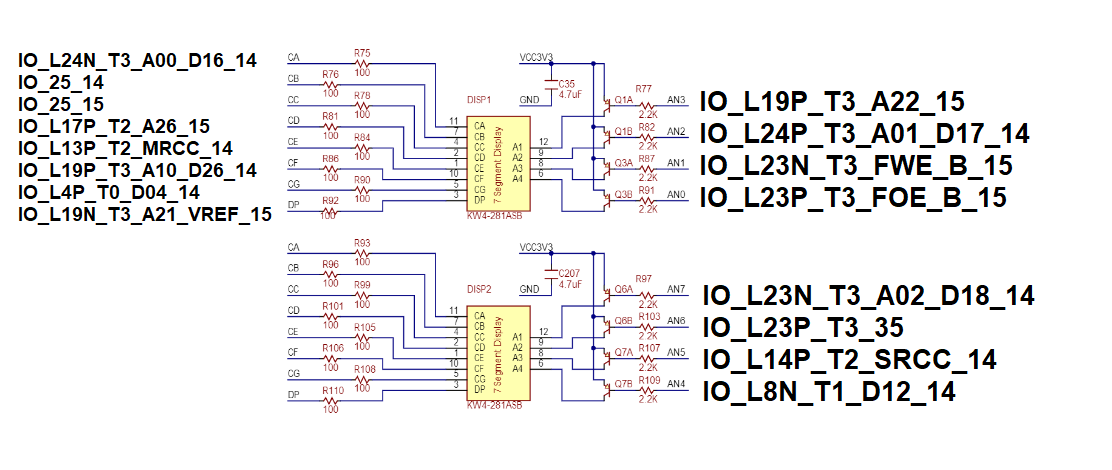 IO_L24N_T3_A00_D16_14
IO_25_14
IO_25_15
IO_L17P_T2_A26_15
IO_L13P_T2_MRCC_14
IO_L19P_T3_A10_D26_14
IO_L4P_T0_D04_14
IO_L19N_T3_A21_VREF_15
CA R75 100
CB R76 100
CC R78 100
CD R81 100
CE R84 100
CF R86 100
CG R90 100
DP R92 100
VCC3V3
C35
4.7uF
GND
DISP1
11 CA
7 CB
4 CC
2 CD
1 CE
10 CF
5 CG
3 DP
7 Segment Display
A1 12
A2 9
A3 8
A4 6
KW4-281ASB
Q1A R77 2.2K AN3
Q1B R82 2.2K AN2
Q3A R87 2.2K AN1
Q3B R91 2.2K AN0
IO_L19P_T3_A22_15
IO_L24P_T3_A01_D17_14
IO_L23N_T3_FWE_B_15
IO_L23P_T3_FOE_B_15
CA R93 100
CB R96 100
CC R99 100
CD R101 100
CE R105 100
CF R106 100
CG R108 100
DP R110 100
VCC3V3
C207
4.7uF
GND
DISP2
11 CA
7 CB
4 CC
2 CD
1 CE
10 CF
5 CG
3 DP
7 Segment Display
A1 12
A2 9
A3 8
A4 6
KW4-281ASB
Q6A R97 2.2K AN7
Q6B R103 2.2K AN6
Q7A R107 2.2K AN5
Q7B R109 2.2K AN4
IO_L23N_T3_A02_D18_14
IO_L23P_T3_35
IO_L14P_T2_SRCC_14
IO_L8N_T1_D12_14